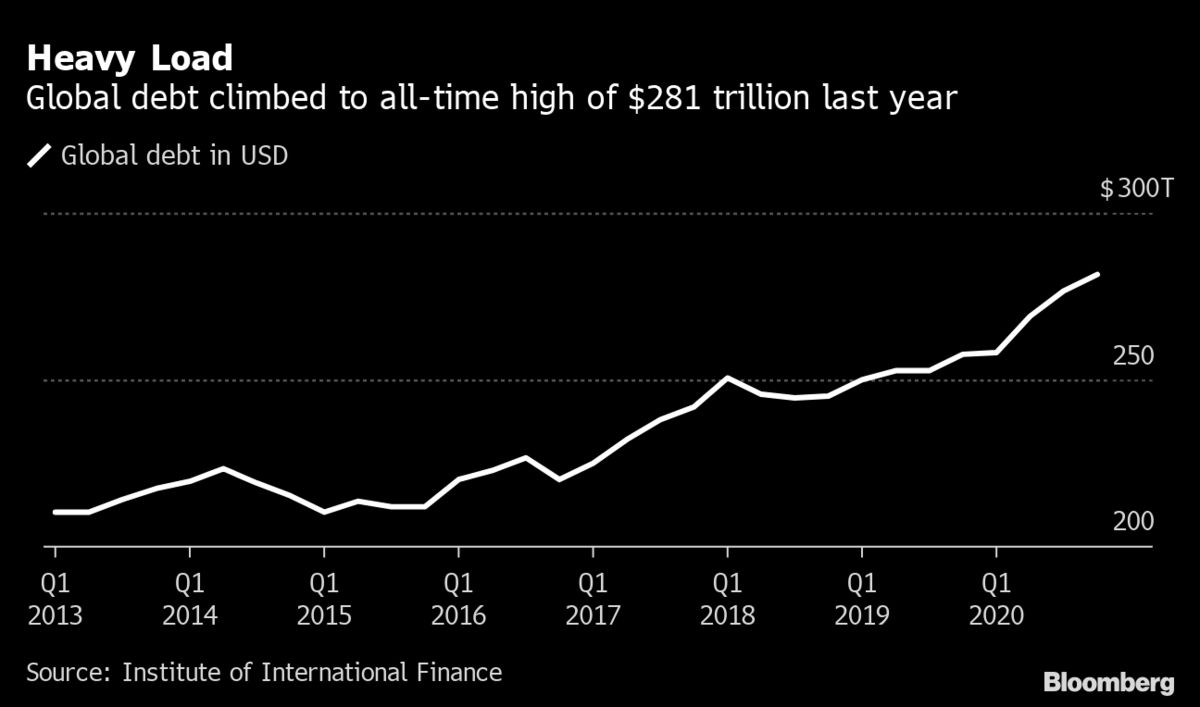 Heavy Load
Global debt climbed to all-time high of $281 trillion last year
Global debt in USD
$300T
250
200
Q1 Q1 Q1 Q1 Q1 Q1 Q1 Q1
2013 2014 2015 2016 2017 2018 2019 2020
Source: Institute of International Finance
Bloomberg